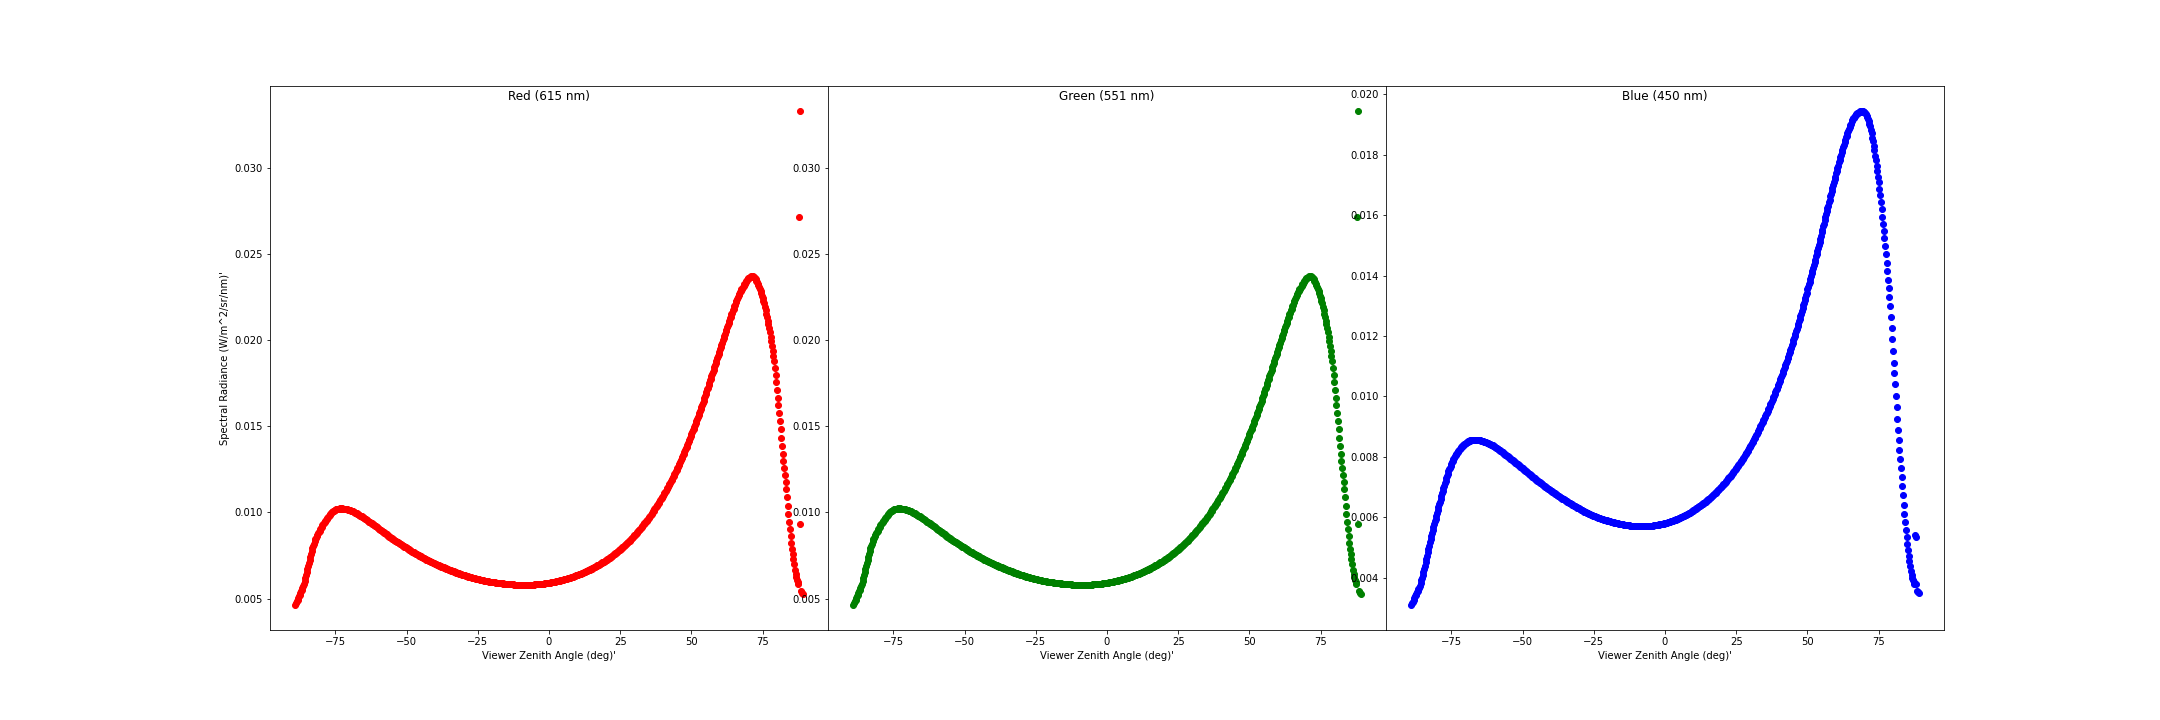 Red (615 nm)
Green (551 nm)
Blue (450 nm)
Spectral Radiance (W/m^2/sr/nm)'
0.030
0.025
0.020
0.015
0.010
0.005
−75 −50 −25 0 25 50 75
Viewer Zenith Angle (deg)'
0.030
0.025
0.020
0.015
0.010
0.005
−75 −50 −25 0 25 50 75
Viewer Zenith Angle (deg)'
0.020
0.018
0.016
0.014
0.012
0.010
0.008
0.006
0.004
−75 −50 −25 0 25 50 75
Viewer Zenith Angle (deg)'